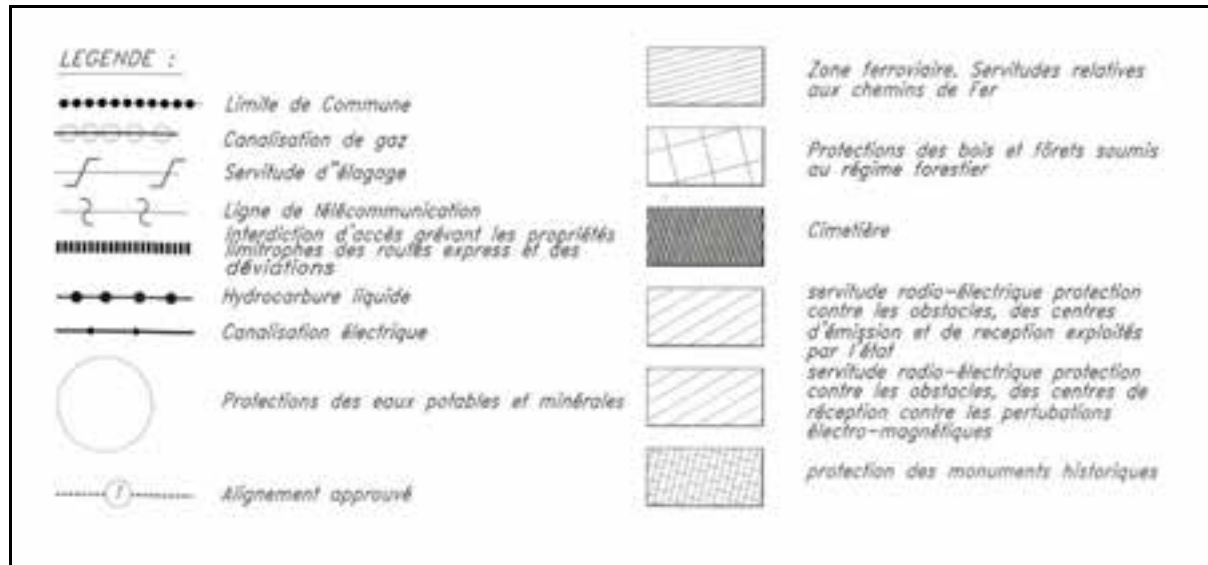 LEGENDE :
Limite de Commune
Canalisation de gaz
Servitude d"élagage
Ligne de Télécommunication
Interdiction d'accès grévant les propriétés
limitrophes des routes express et des
déviations
Hydrocarbure liquide
Canalisation électrique
Protections des eaux potables et minérales
Alignement approuvé
Zone ferroviaire. Servitudes relatives
aux chemins de Fer
Protections des bois et fôrets soumis
au régime forestier
Cimetière
servitude radio-électrique protection
contre les obstacles, des centres
d'émission et de reception exploités
par l'état
servitude radio-électrique protection
contre les obstacles, des centres de
réception contre les pertubations
électro-magnétiques
protection des monuments historiques